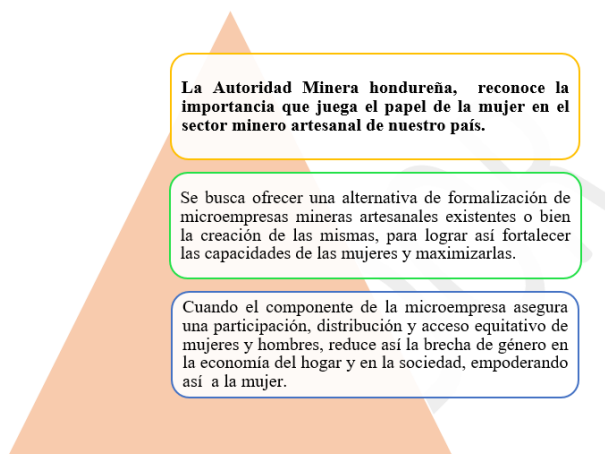 La Autoridad Minera hondureña, reconoce la
importancia que juega el papel de la mujer en el
sector minero artesanal de nuestro país.
Se busca ofrecer una alternativa de formalización de
microempresas mineras artesanales existentes o bien
la creación de las mismas, para lograr así fortalecer
las capacidades de las mujeres y maximizarlas.
Cuando el componente de la microempresa asegura
una participación, distribución y acceso equitativo de
mujeres y hombres, reduce así la brecha de género en
la economía del hogar y en la sociedad, empoderando
así a la mujer.